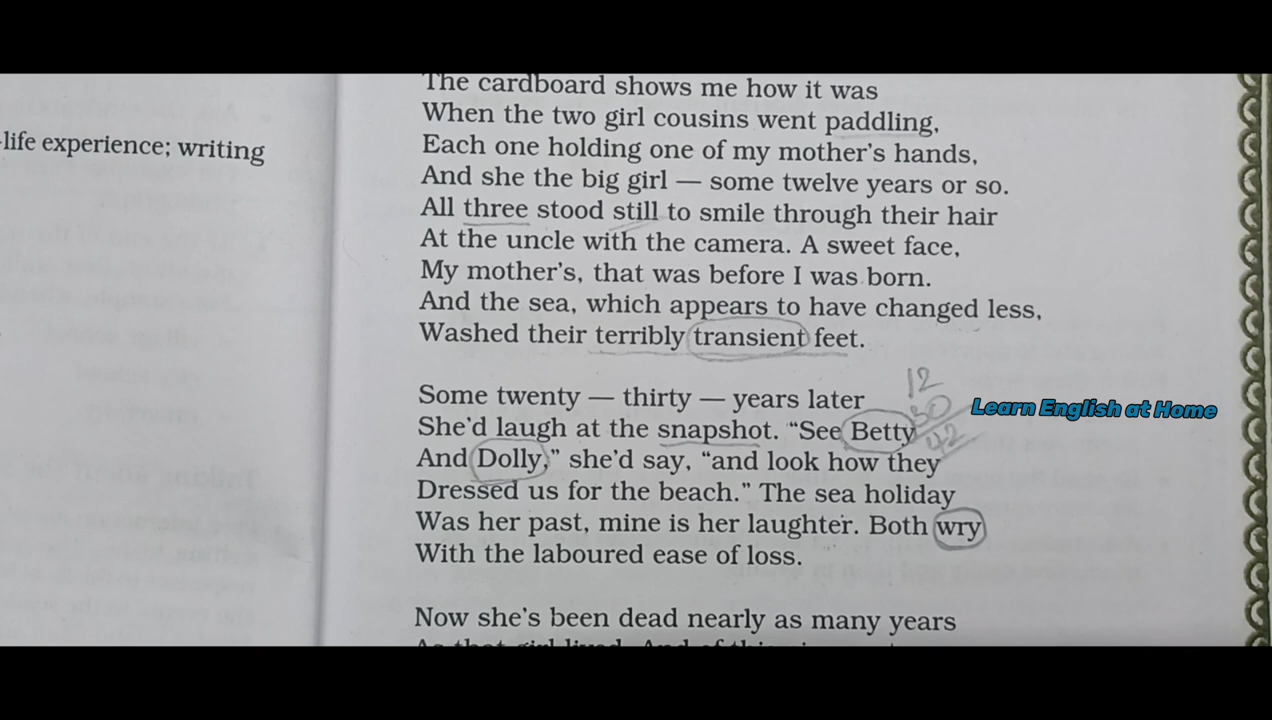 -life experience; writing
The cardboard shows me how it was
When the two girl cousins went paddling,
Each one holding one of my mother's hands,
And she the big girl — some twelve years or so.
All three stood still to smile through their hair
At the uncle with the camera. A sweet face,
My mother's, that was before I was born.
And the sea, which appears to have changed less,
Washed their terribly transient feet.
Some twenty — thirty — years later
She'd laugh at the snapshot. “See Betty
And Dolly,” she'd say, “and look how they
Dressed us for the beach.” The sea holiday
Was her past, mine is her laughter. Both wry
With the laboured ease of loss.
Now she's been dead nearly as many years
12
30
42
Learn English at Home